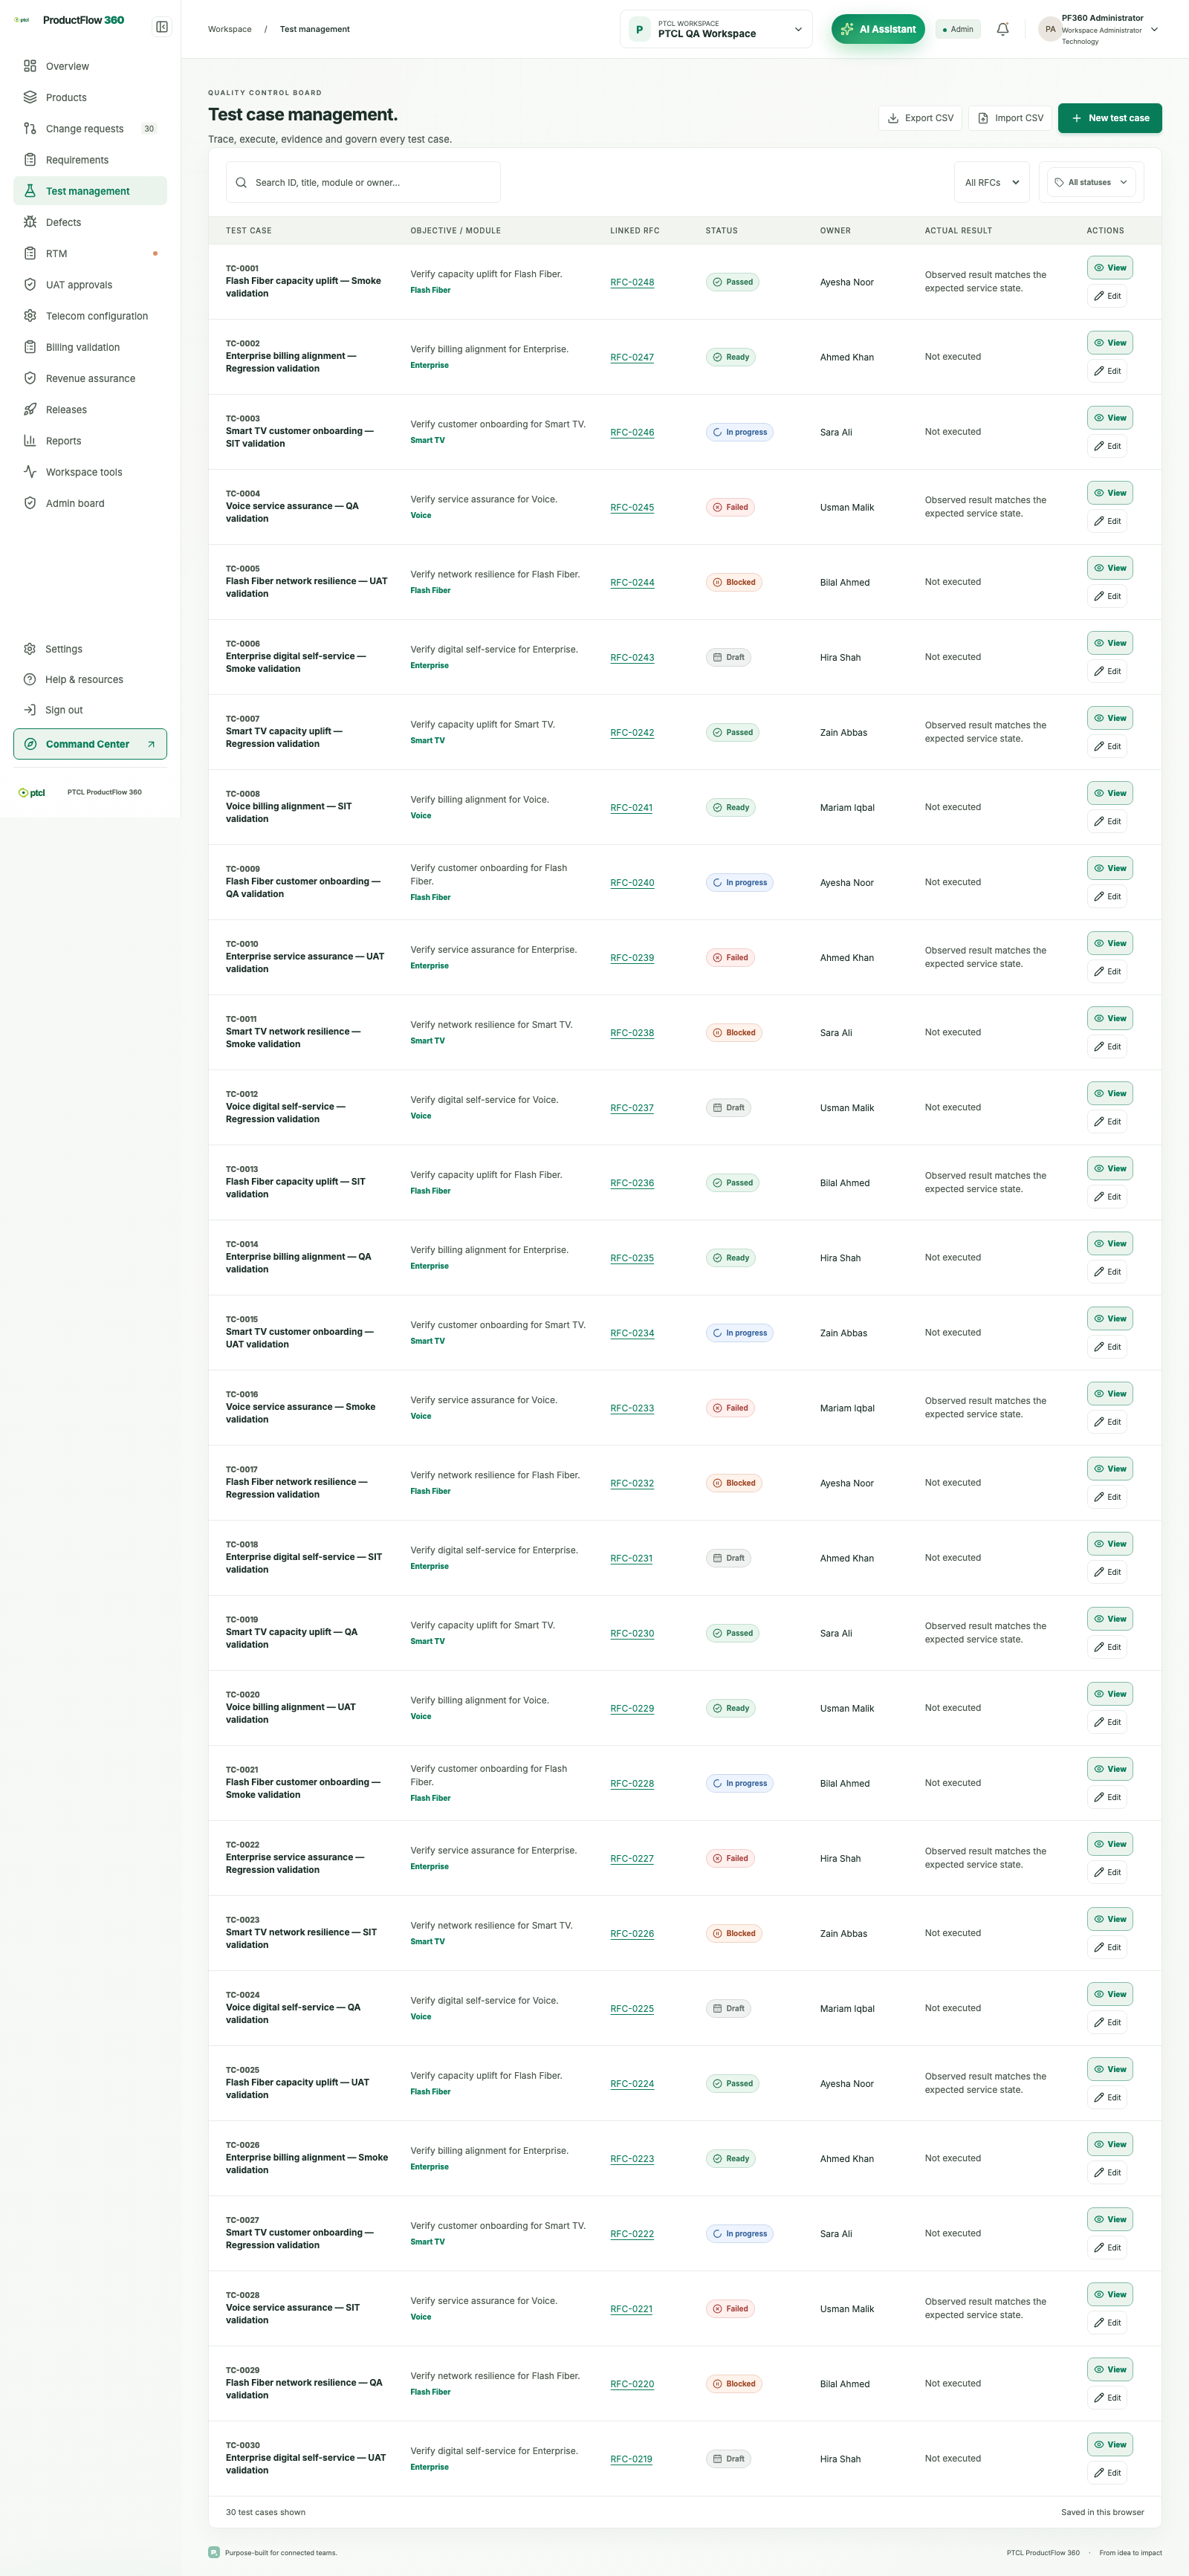 ptcl
ProductFlow 360
Overview
Products
Change requests 30
Requirements
Test management
Defects
RTM
UAT approvals
Telecom configuration
Billing validation
Revenue assurance
Releases
Reports
Workspace tools
Admin board
Settings
Help & resources
Sign out
Command Center
ptcl PTCL ProductFlow 360
Workspace / Test management
P
PTCL WORKSPACE
PTCL QA Workspace
AI Assistant
Admin
PA
PF360 Administrator
Workspace Administrator
Technology
QUALITY CONTROL BOARD
Test case management.
Trace, execute, evidence and govern every test case.
Export CSV
Import CSV
New test case
Search ID, title, module or owner...
All RFCs
All statuses
TEST CASE OBJECTIVE / MODULE LINKED RFC STATUS OWNER ACTUAL RESULT ACTIONS
TC-0001
Flash Fiber capacity uplift — Smoke
validation
Verify capacity uplift for Flash Fiber.
Flash Fiber
RFC-0248
Passed
Ayesha Noor
Observed result matches the
expected service state.
View
Edit
TC-0002
Enterprise billing alignment —
Regression validation
Verify billing alignment for Enterprise.
Enterprise
RFC-0247
Ready
Ahmed Khan
Not executed
View
Edit
TC-0003
Smart TV customer onboarding —
SIT validation
Verify customer onboarding for Smart TV.
Smart TV
RFC-0246
In progress
Sara Ali
Not executed
View
Edit
TC-0004
Voice service assurance — QA
validation
Verify service assurance for Voice.
Voice
RFC-0245
Failed
Usman Malik
Observed result matches the
expected service state.
View
Edit
TC-0005
Flash Fiber network resilience — UAT
validation
Verify network resilience for Flash Fiber.
Flash Fiber
RFC-0244
Blocked
Bilal Ahmed
Not executed
View
Edit
TC-0006
Enterprise digital self-service —
Smoke validation
Verify digital self-service for Enterprise.
Enterprise
RFC-0243
Draft
Hira Shah
Not executed
View
Edit
TC-0007
Smart TV capacity uplift —
Regression validation
Verify capacity uplift for Smart TV.
Smart TV
RFC-0242
Passed
Zain Abbas
Observed result matches the
expected service state.
View
Edit
TC-0008
Voice billing alignment — SIT
validation
Verify billing alignment for Voice.
Voice
RFC-0241
Ready
Mariam Iqbal
Not executed
View
Edit
TC-0009
Flash Fiber customer onboarding —
QA validation
Verify customer onboarding for Flash
Fiber.
Flash Fiber
RFC-0240
In progress
Ayesha Noor
Not executed
View
Edit
TC-0010
Enterprise service assurance — UAT
validation
Verify service assurance for Enterprise.
Enterprise
RFC-0239
Failed
Ahmed Khan
Observed result matches the
expected service state.
View
Edit
TC-0011
Smart TV network resilience —
Smoke validation
Verify network resilience for Smart TV.
Smart TV
RFC-0238
Blocked
Sara Ali
Not executed
View
Edit
TC-0012
Voice digital self-service —
Regression validation
Verify digital self-service for Voice.
Voice
RFC-0237
Draft
Usman Malik
Not executed
View
Edit
TC-0013
Flash Fiber capacity uplift — SIT
validation
Verify capacity uplift for Flash Fiber.
Flash Fiber
RFC-0236
Passed
Bilal Ahmed
Observed result matches the
expected service state.
View
Edit
TC-0014
Enterprise billing alignment — QA
validation
Verify billing alignment for Enterprise.
Enterprise
RFC-0235
Ready
Hira Shah
Not executed
View
Edit
TC-0015
Smart TV customer onboarding —
UAT validation
Verify customer onboarding for Smart TV.
Smart TV
RFC-0234
In progress
Zain Abbas
Not executed
View
Edit
TC-0016
Voice service assurance — Smoke
validation
Verify service assurance for Voice.
Voice
RFC-0233
Failed
Mariam Iqbal
Observed result matches the
expected service state.
View
Edit
TC-0017
Flash Fiber network resilience —
Regression validation
Verify network resilience for Flash Fiber.
Flash Fiber
RFC-0232
Blocked
Ayesha Noor
Not executed
View
Edit
TC-0018
Enterprise digital self-service — SIT
validation
Verify digital self-service for Enterprise.
Enterprise
RFC-0231
Draft
Ahmed Khan
Not executed
View
Edit
TC-0019
Smart TV capacity uplift — QA
validation
Verify capacity uplift for Smart TV.
Smart TV
RFC-0230
Passed
Sara Ali
Observed result matches the
expected service state.
View
Edit
TC-0020
Voice billing alignment — UAT
validation
Verify billing alignment for Voice.
Voice
RFC-0229
Ready
Usman Malik
Not executed
View
Edit
TC-0021
Flash Fiber customer onboarding —
Smoke validation
Verify customer onboarding for Flash
Fiber.
Flash Fiber
RFC-0228
In progress
Bilal Ahmed
Not executed
View
Edit
TC-0022
Enterprise service assurance —
Regression validation
Verify service assurance for Enterprise.
Enterprise
RFC-0227
Failed
Hira Shah
Observed result matches the
expected service state.
View
Edit
TC-0023
Smart TV network resilience — SIT
validation
Verify network resilience for Smart TV.
Smart TV
RFC-0226
Blocked
Zain Abbas
Not executed
View
Edit
TC-0024
Voice digital self-service — QA
validation
Verify digital self-service for Voice.
Voice
RFC-0225
Draft
Mariam Iqbal
Not executed
View
Edit
TC-0025
Flash Fiber capacity uplift — UAT
validation
Verify capacity uplift for Flash Fiber.
Flash Fiber
RFC-0224
Passed
Ayesha Noor
Observed result matches the
expected service state.
View
Edit
TC-0026
Enterprise billing alignment — Smoke
validation
Verify billing alignment for Enterprise.
Enterprise
RFC-0223
Ready
Ahmed Khan
Not executed
View
Edit
TC-0027
Smart TV customer onboarding —
Regression validation
Verify customer onboarding for Smart TV.
Smart TV
RFC-0222
In progress
Sara Ali
Not executed
View
Edit
TC-0028
Voice service assurance — SIT
validation
Verify service assurance for Voice.
Voice
RFC-0221
Failed
Usman Malik
Observed result matches the
expected service state.
View
Edit
TC-0029
Flash Fiber network resilience — QA
validation
Verify network resilience for Flash Fiber.
Flash Fiber
RFC-0220
Blocked
Bilal Ahmed
Not executed
View
Edit
TC-0030
Enterprise digital self-service — UAT
validation
Verify digital self-service for Enterprise.
Enterprise
RFC-0219
Draft
Hira Shah
Not executed
View
Edit
30 test cases shown
Saved in this browser
Purpose-built for connected teams.
PTCL ProductFlow 360 · From idea to impact